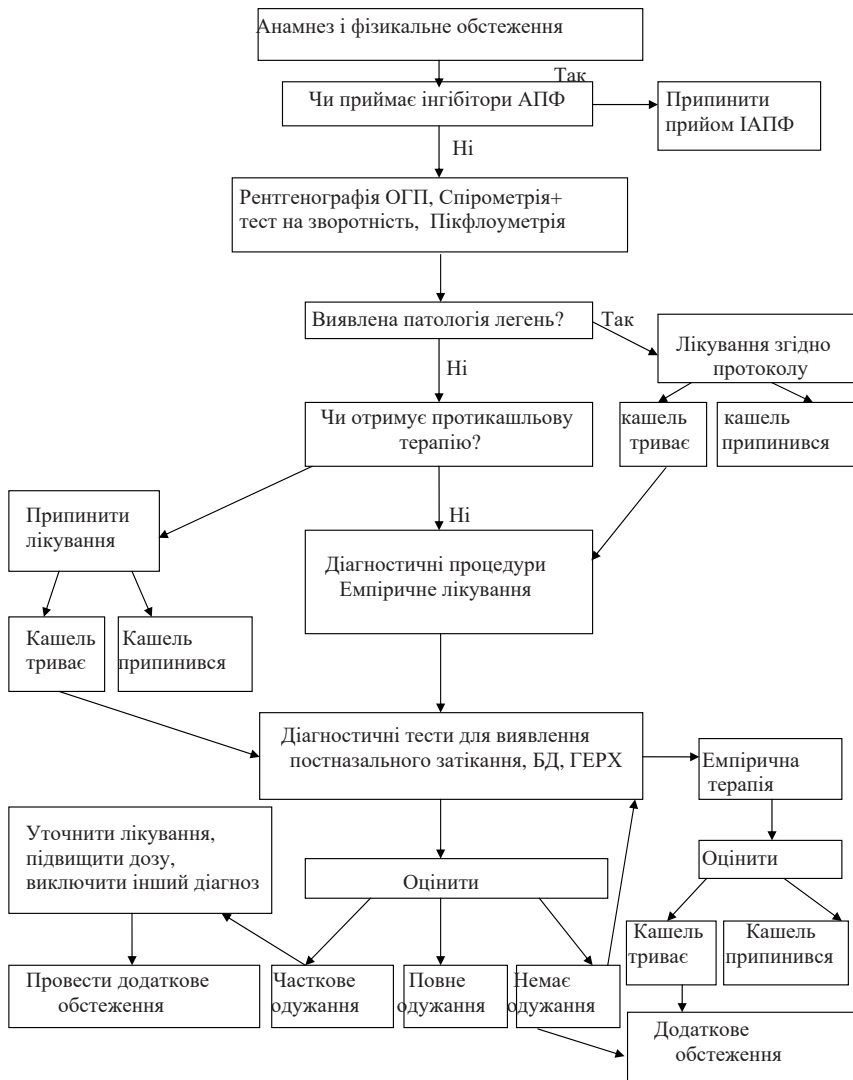 Анамнез і фізикальне обстеження
Так
Чи приймає інгібітори АПФ
Припинити
прийом ІАПФ
Ні
Рентгенографія ОГП, Спірометрія+
тест на зворотність, Пікфлоуметрія
Виявлена патологія легень?
Так
Лікування згідно
протоколу
Ні
Чи отримує протикашльову
терапію?
кашель
триває
кашель
припинився
Припинити
лікування
Ні
Діагностичні процедури
Емпіричне лікування
Кашель
триває
Кашель
припинився
Діагностичні тести для виявлення
постназального затікання, БД, ГЕРХ
Емпірична
терапія
Уточнити лікування,
підвищити дозу,
виключити інший діагноз
Оцінити
Оцінити
Кашель
триває
Кашель
припинився
Провести додаткове
обстеження
Часткове
одужання
Повне
одужання
Немає
одужання
Додаткове
обстеження